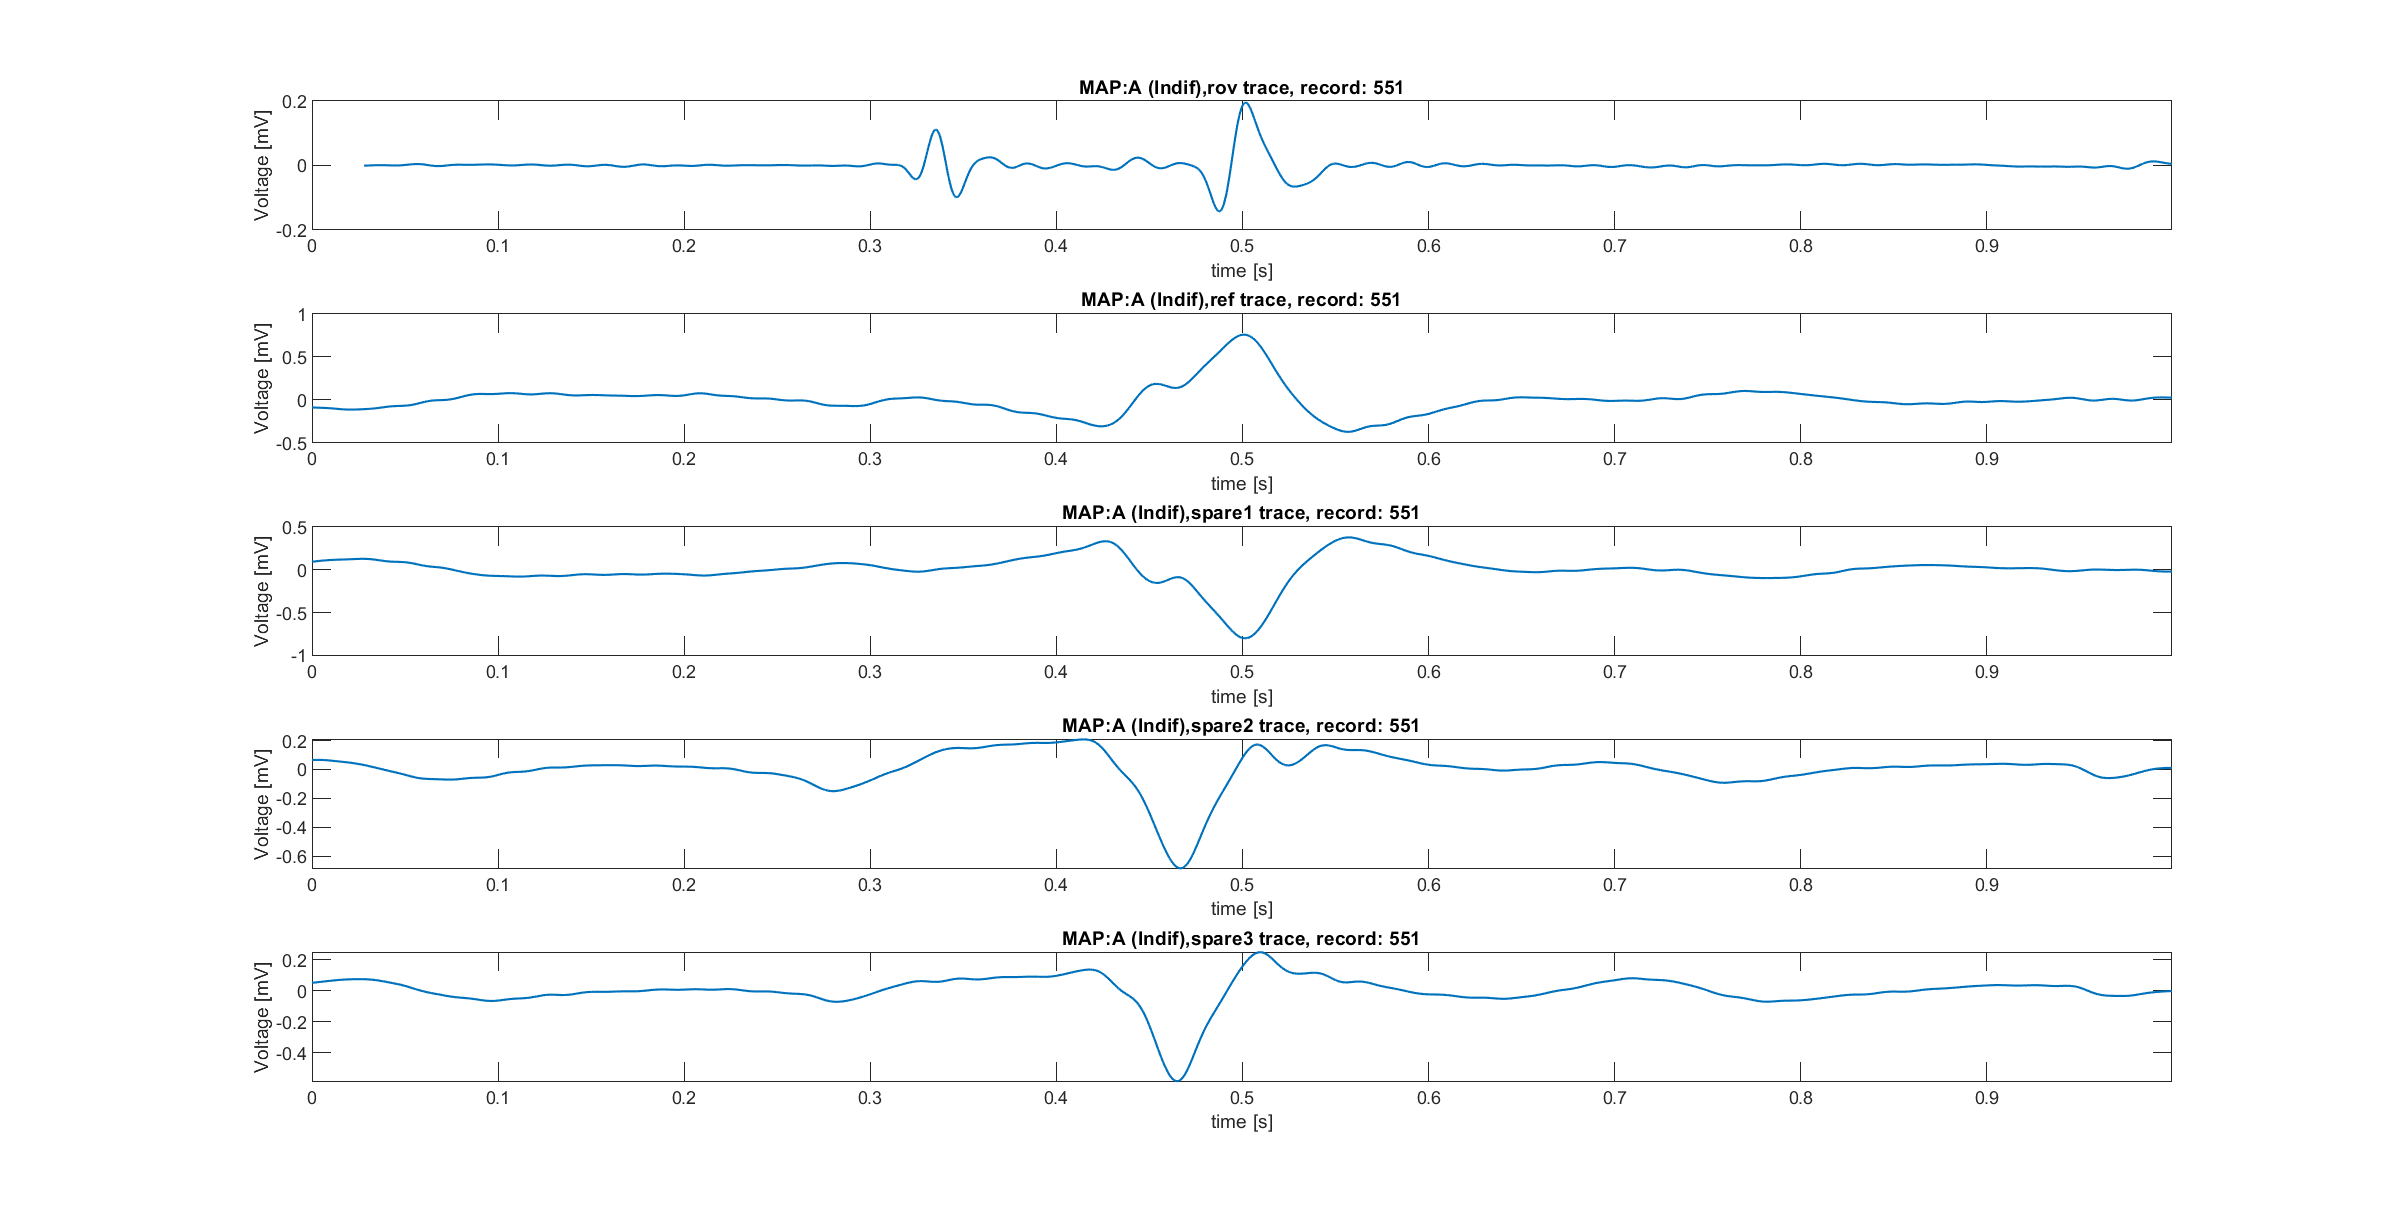 MAP:A (Indif),rov trace, record: 551
Voltage [mV]
0.2
0
-0.2
0 0.1 0.2 0.3 0.4 0.5 0.6 0.7 0.8 0.9
time [s]
MAP:A (Indif),ref trace, record: 551
Voltage [mV]
1
0.5
0
-0.5
0 0.1 0.2 0.3 0.4 0.5 0.6 0.7 0.8 0.9
time [s]
MAP:A (Indif),spare1 trace, record: 551
Voltage [mV]
0.5
0
-0.5
-1
0 0.1 0.2 0.3 0.4 0.5 0.6 0.7 0.8 0.9
time [s]
MAP:A (Indif),spare2 trace, record: 551
Voltage [mV]
0.2
0
-0.2
-0.4
-0.6
0 0.1 0.2 0.3 0.4 0.5 0.6 0.7 0.8 0.9
time [s]
MAP:A (Indif),spare3 trace, record: 551
Voltage [mV]
0.2
0
-0.2
-0.4
0 0.1 0.2 0.3 0.4 0.5 0.6 0.7 0.8 0.9
time [s]